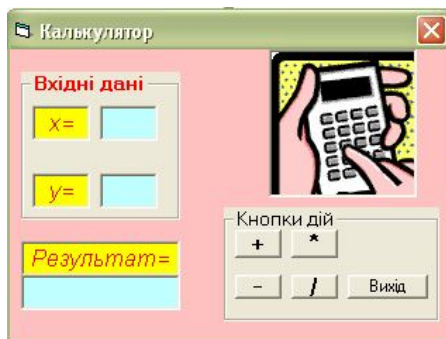 Калькулятор
Вхідні дані
x=
y=
Результат=
Кнопки дій
+ *
- / Вихід